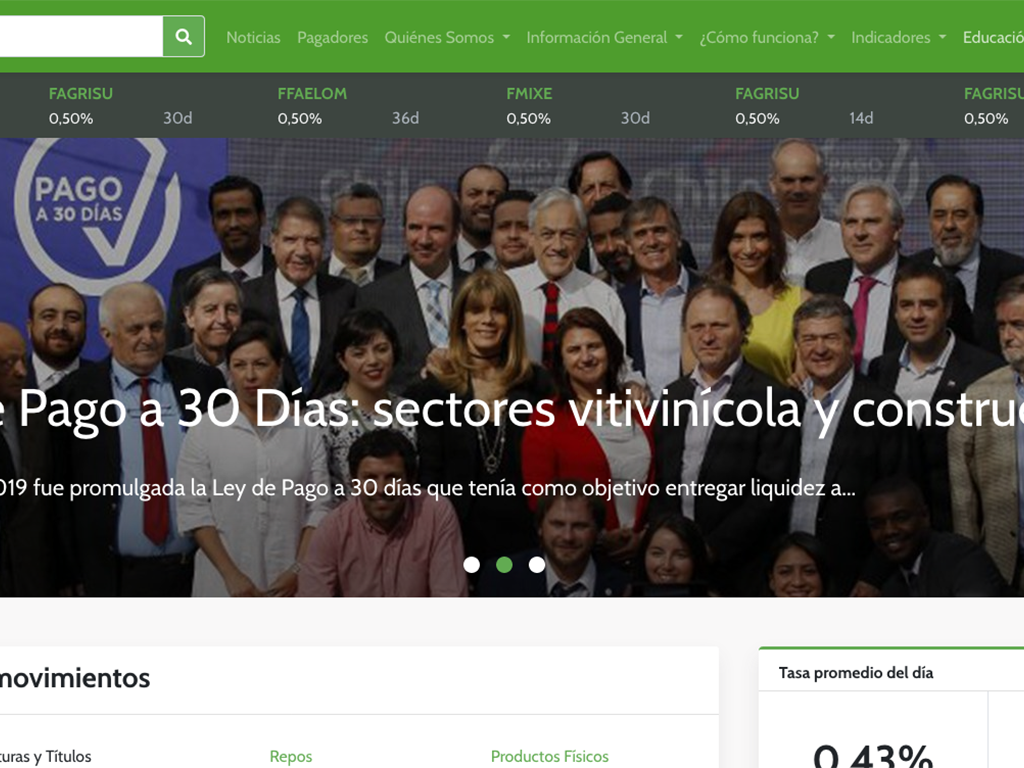 Noticias Pagadores Quiénes Somos Información General ¿Cómo funciona? Indicadores Educació
FAGRISU FFAELOM FMIXE FAGRISU FAGRISU
0,50% 30d 0,50% 36d 0,50% 30d 0,50% 14d 0,50%
PAGO
A 30 DÍAS
e Pago a 30 Días: sectores vitivinícola y constru
019 fue promulgada la Ley de Pago a 30 días que tenía como objetivo entregar liquidez a...
movimientos
Tasa promedio del día
turas y Títulos Repos Productos Físicos
0,43%